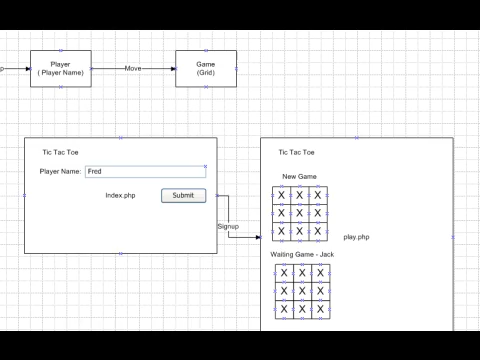 p
Player
( Player Name)
Move
Game
(Grid)
Tic Tac Toe
Player Name:
Fred
Index.php
Submit
Signup
Tic Tac Toe
New Game
X X X
X X X
X X X
play.php
Waiting Game - Jack
X X X
X X X
X X X